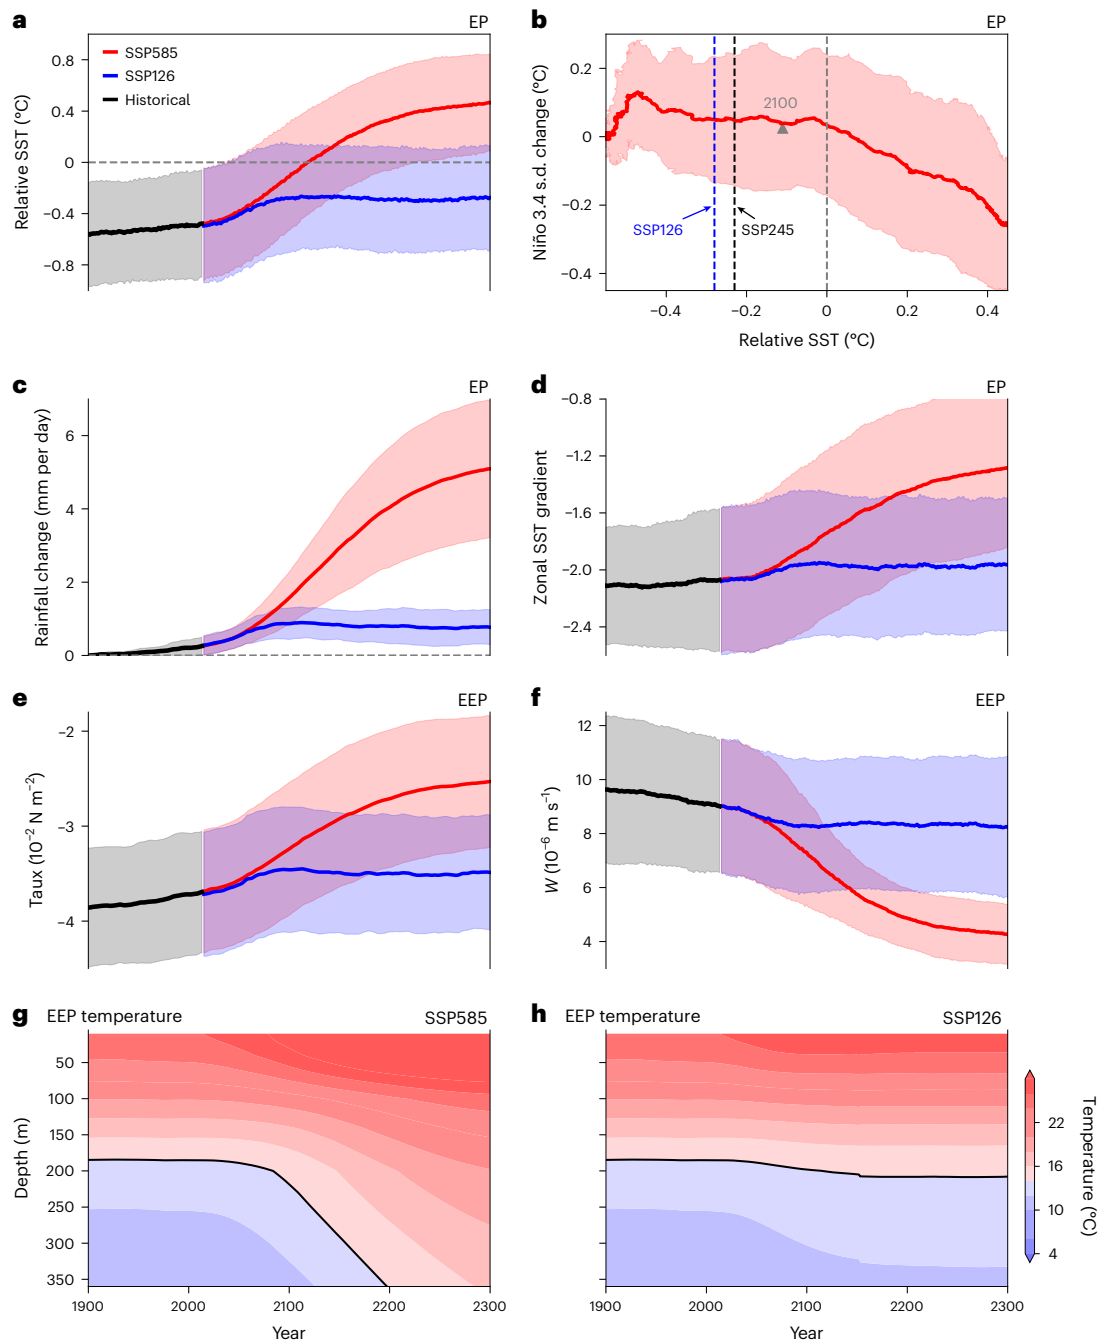 a
EP
Relative SST (°C)
0.8
0.4
0
−0.4
−0.8
SSP585
SSP126
Historical
b
EP
Niño 3.4 s.d. change (°C)
0.2
0
−0.2
−0.4
2100
SSP126
SSP245
−0.4
−0.2
0
0.2
0.4
Relative SST (°C)
c
EP
Rainfall change (mm per day)
6
4
2
0
d
EP
Zonal SST gradient
−0.8
−1.2
−1.6
−2.0
−2.4
e
EEP
Taux (10⁻² N m⁻²)
−2
−3
−4
f
EEP
W (10⁻⁶ m s⁻¹)
12
10
8
6
4
g
EEP temperature
SSP585
Depth (m)
50
100
150
200
250
300
350
1900
2000
2100
2200
2300
Year
h
EEP temperature
SSP126
1900
2000
2100
2200
2300
Year
22
16
10
4
Temperature (°C)